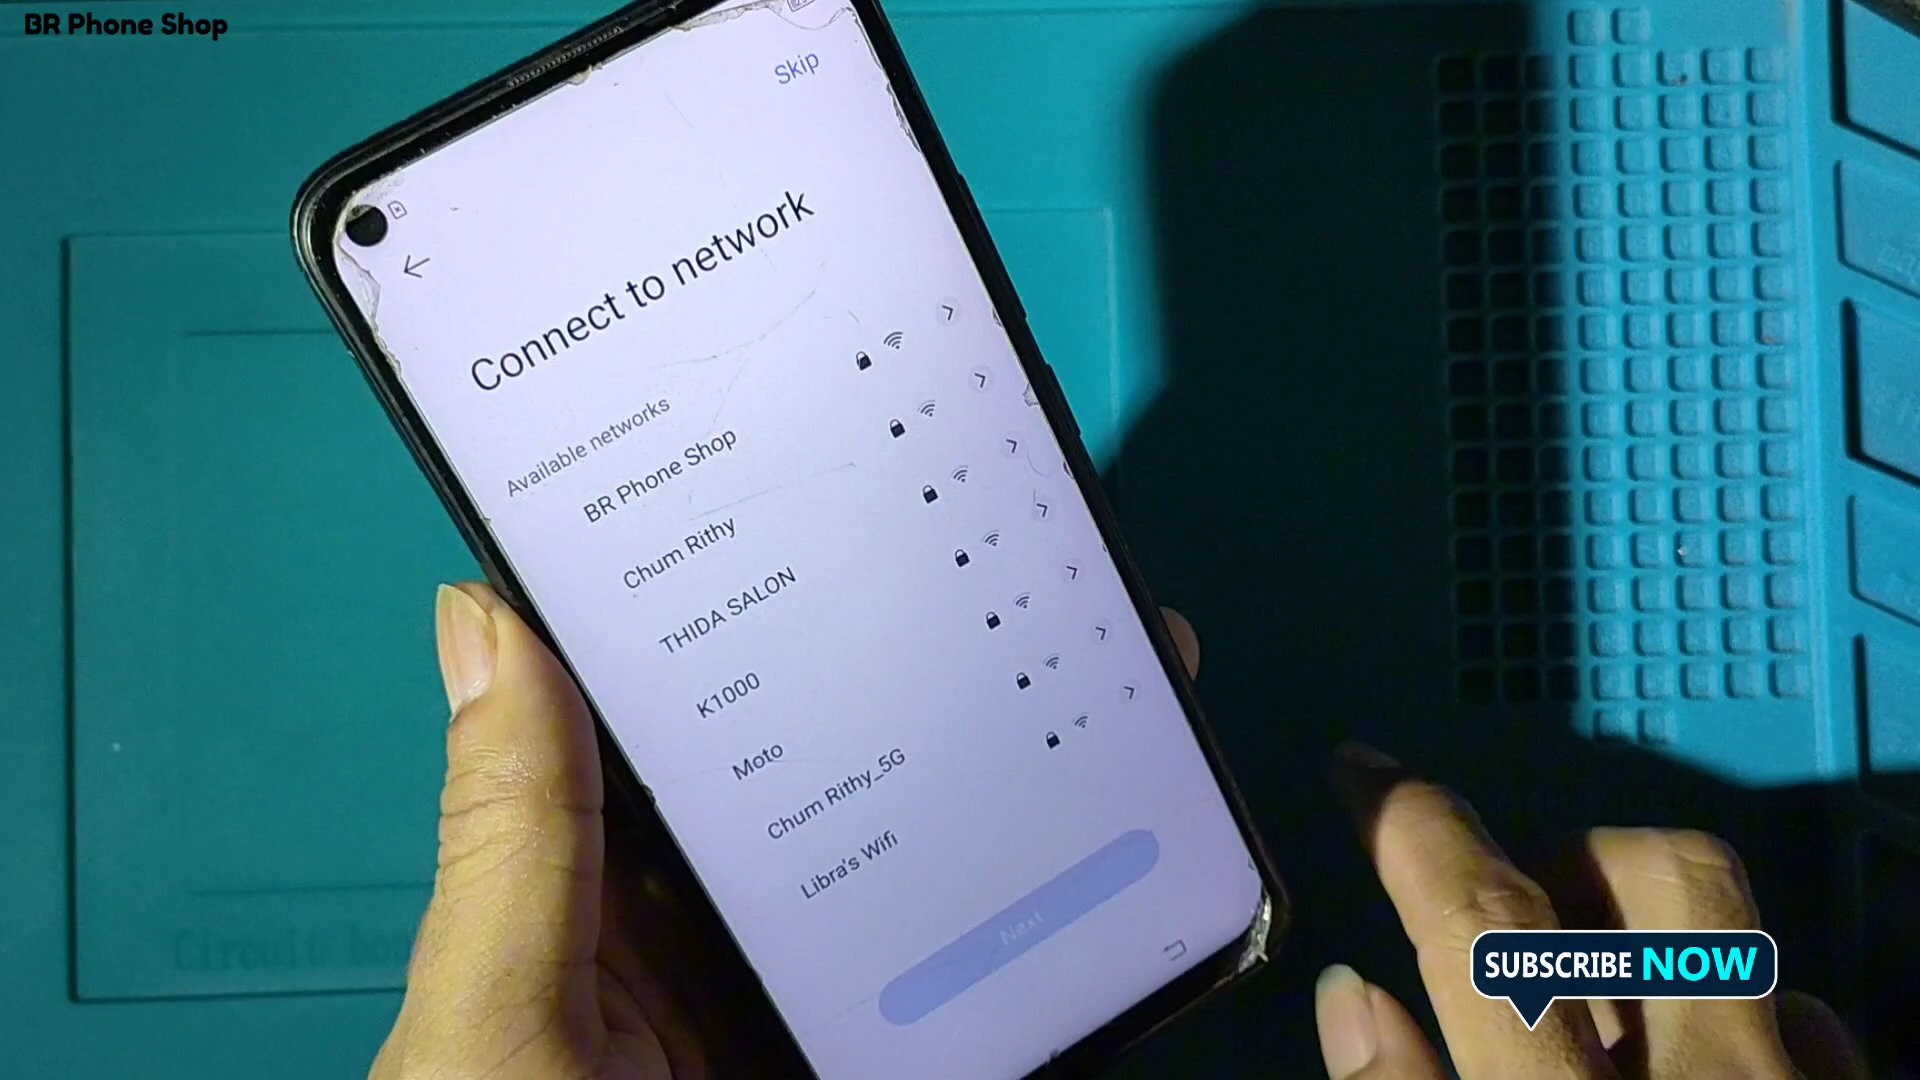 BR Phone Shop
Skip
Connect to network
Available networks
BR Phone Shop
Chum Rithy
THIDA SALON
K1000
Moto
Chum Rithy_5G
Libra's Wifi
Next
Circuit
SUBSCRIBE NOW